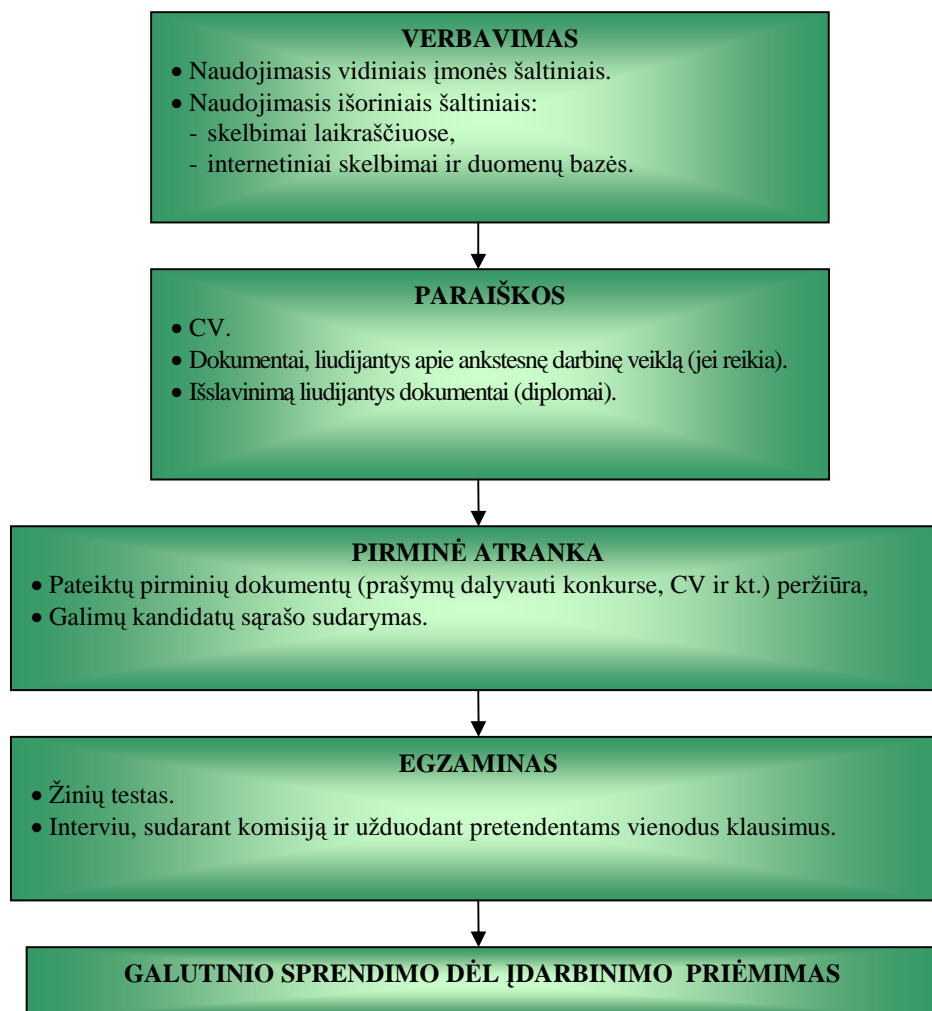 VERBAVIMAS
• Naudojimasis vidiniais įmonės šaltiniais.
• Naudojimasis išoriniais šaltiniais:
- skelbimai laikraščiuose,
- internetiniai skelbimai ir duomenų bazės.
PARAIŠKOS
• CV.
• Dokumentai, liudijantys apie ankstesnę darbinę veiklą (jei reikia).
• Išslavinimą liudijantys dokumentai (diplomai).
PIRMINĖ ATRANKA
• Pateiktų pirminių dokumentų (prašymų dalyvauti konkurse, CV ir kt.) peržiūra,
• Galimų kandidatų sąrašo sudarymas.
EGZAMINAS
• Žinių testas.
• Interviu, sudarant komisiją ir užduodant pretendentams vienodus klausimus.
GALUTINIO SPRENDIMO DĖL ĮDARBINIMO PRIĖMIMAS